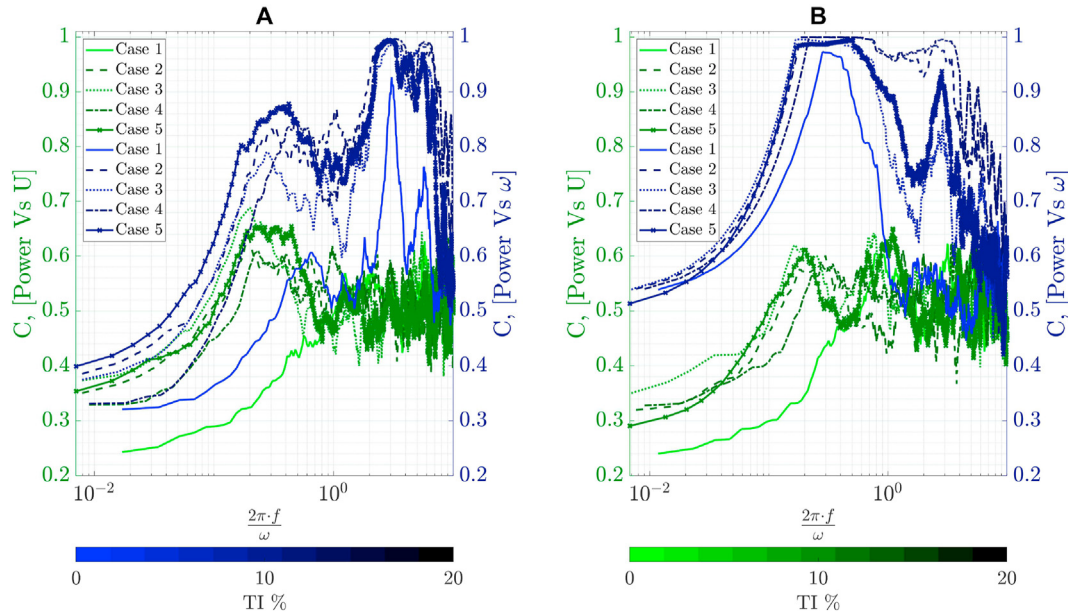 A
B
C, [Power Vs U]
1
0.9
0.8
0.7
0.6
0.5
0.4
0.3
0.2
Case 1
Case 2
Case 3
Case 4
Case 5
Case 1
Case 2
Case 3
Case 4
Case 5
1
0.9
0.8
0.7
0.6
0.5
0.4
0.3
0.2
C, [Power Vs ω]
10⁻²
10⁰
2π·f
ω
0
10
20
TI %
C, [Power Vs U]
1
0.9
0.8
0.7
0.6
0.5
0.4
0.3
0.2
Case 1
Case 2
Case 3
Case 4
Case 5
Case 1
Case 2
Case 3
Case 4
Case 5
1
0.9
0.8
0.7
0.6
0.5
0.4
0.3
0.2
C, [Power Vs ω]
10⁻²
10⁰
2π·f
ω
0
10
20
TI %